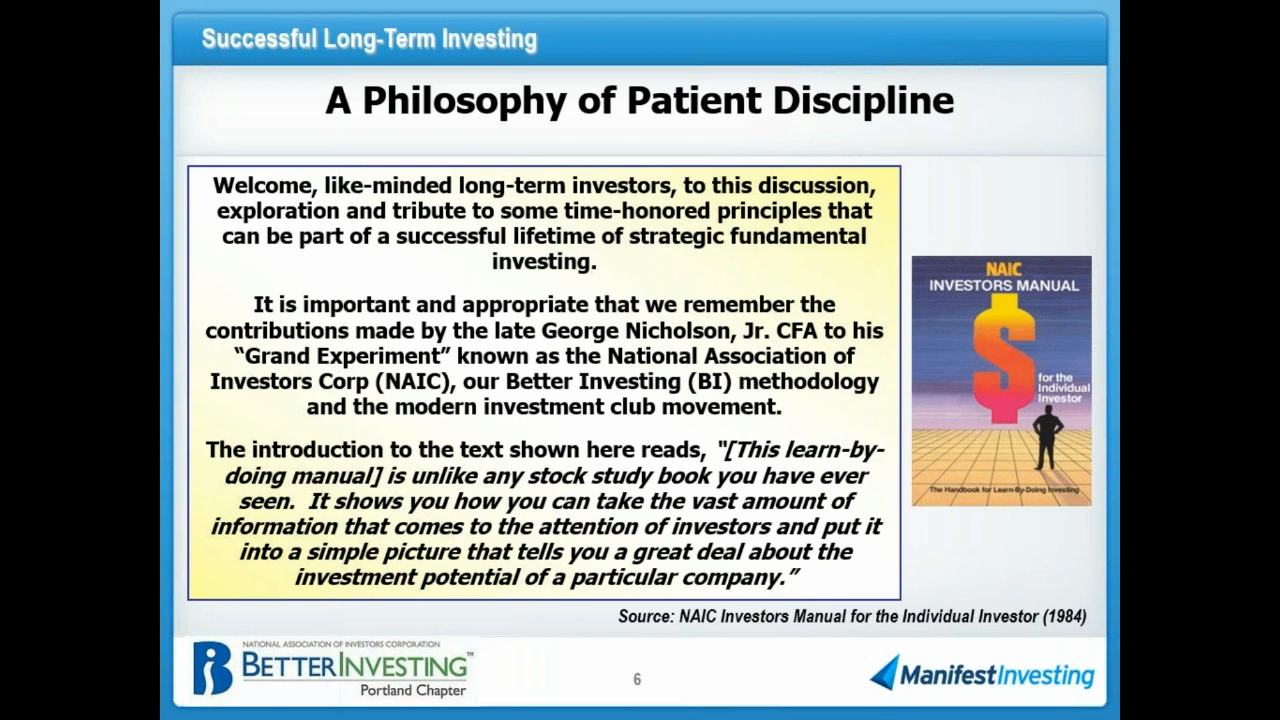 Successful Long-Term Investing
A Philosophy of Patient Discipline
Welcome, like-minded long-term investors, to this discussion,
exploration and tribute to some time-honored principles that
can be part of a successful lifetime of strategic fundamental
investing.
It is important and appropriate that we remember the
contributions made by the late George Nicholson, Jr. CFA to his
“Grand Experiment” known as the National Association of
Investors Corp (NAIC), our Better Investing (BI) methodology
and the modern investment club movement.
The introduction to the text shown here reads, “[This learn-by-
doing manual] is unlike any stock study book you have ever
seen.  It shows you how you can take the vast amount of
information that comes to the attention of investors and put it
into a simple picture that tells you a great deal about the
investment potential of a particular company.”
NAIC
INVESTORS MANUAL
$
for the
Individual
Investor
The Handbook for Learn-By-Doing Investing
Source: NAIC Investors Manual for the Individual Investor (1984)
NATIONAL ASSOCIATION OF INVESTORS CORPORATION
BETTERINVESTING™
Portland Chapter
6
ManifestInvesting